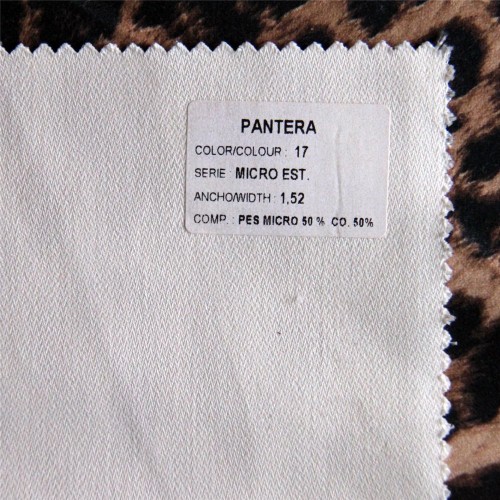 PANTERA
COLOR/COLOUR : 17
SERIE : MICRO EST.
ANCHO/WIDTH : 1,52
COMP. : PES MICRO 50 % CO. 50%